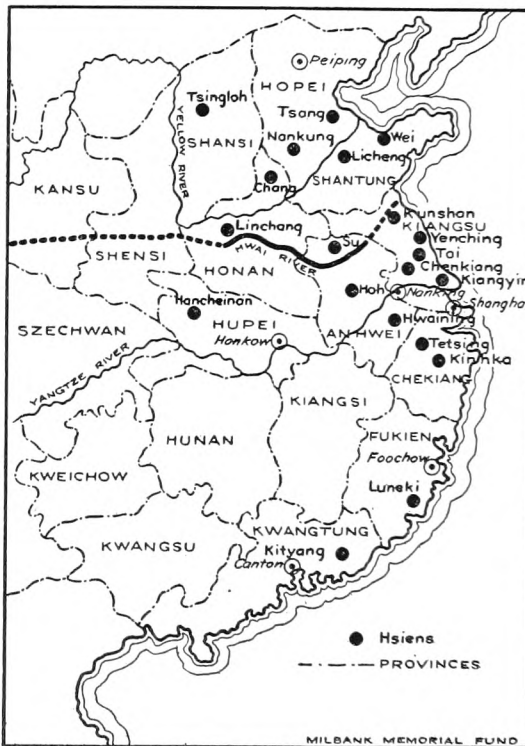 Peiping
HOPEI
Tsingloh
Tsang
YELLOW RIVER
SHANSI
Nankung
Wei
Licheng
KANSU
Chang
SHANTUNG
Kunshan
Linchang
KIANGSU
Su
Yenching
HWAI RIVER
Tai
SHENSI
HONAN
Chenkiang
Kiangyin
Hoh
Nanking
Shanghai
Hancheinan
SZECHWAN
HUPEI
Hwaining
ANHWEI
Hankow
Tetsing
Kinhka
YANGTZE RIVER
CHEKIANG
KIANGSI
HUNAN
FUKIEN
Foochow
KWEICHOW
Luneki
KWANGTUNG
KWANGSU
Kityang
Canton
Hsiens
PROVINCES
MILBANK MEMORIAL FUND